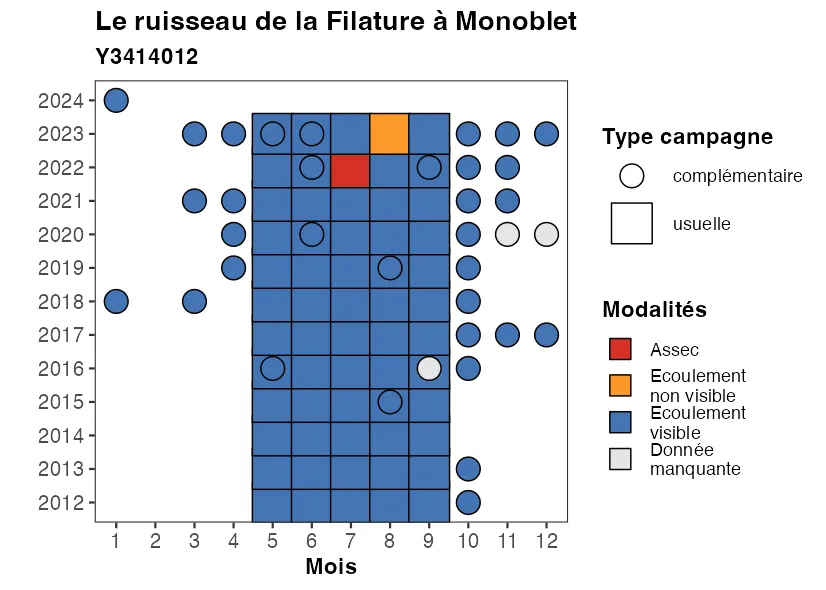 Le ruisseau de la Filature à Monoblet
Y3414012
2024
2023
2022
2021
2020
2019
2018
2017
2016
2015
2014
2013
2012
1 2 3 4 5 6 7 8 9 10 11 12
Mois
Type campagne
complémentaire
usuelle
Modalités
Assec
Ecoulement
non visible
Ecoulement
visible
Donnée
manquante